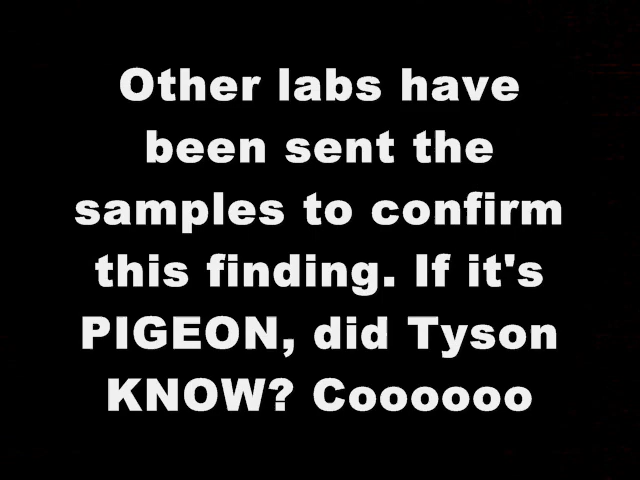 Other labs have
been sent the
samples to confirm
this finding. If it's
PIGEON, did Tyson
KNOW? Coooooo